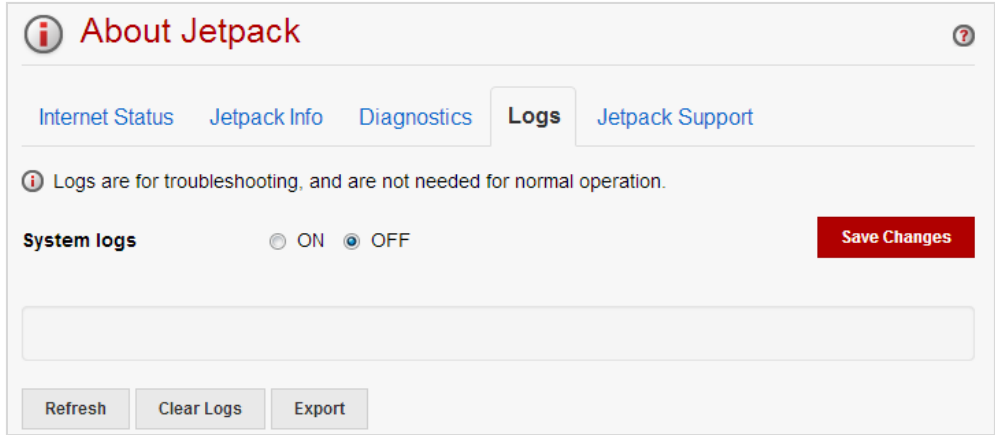 About Jetpack
Internet Status Jetpack Info Diagnostics Logs Jetpack Support
Logs are for troubleshooting, and are not needed for normal operation.
System logs ON OFF Save Changes
Refresh Clear Logs Export